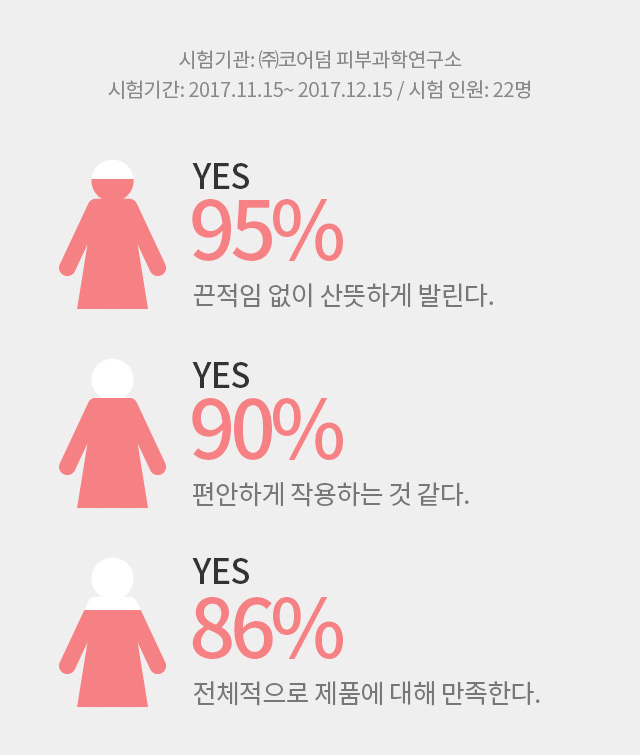 시험기관: ㈜코어덤 피부과학연구소
시험기간: 2017.11.15~ 2017.12.15 / 시험 인원: 22명
YES
95%
끈적임 없이 산뜻하게 발린다.
YES
90%
편안하게 작용하는 것 같다.
YES
86%
전체적으로 제품에 대해 만족한다.